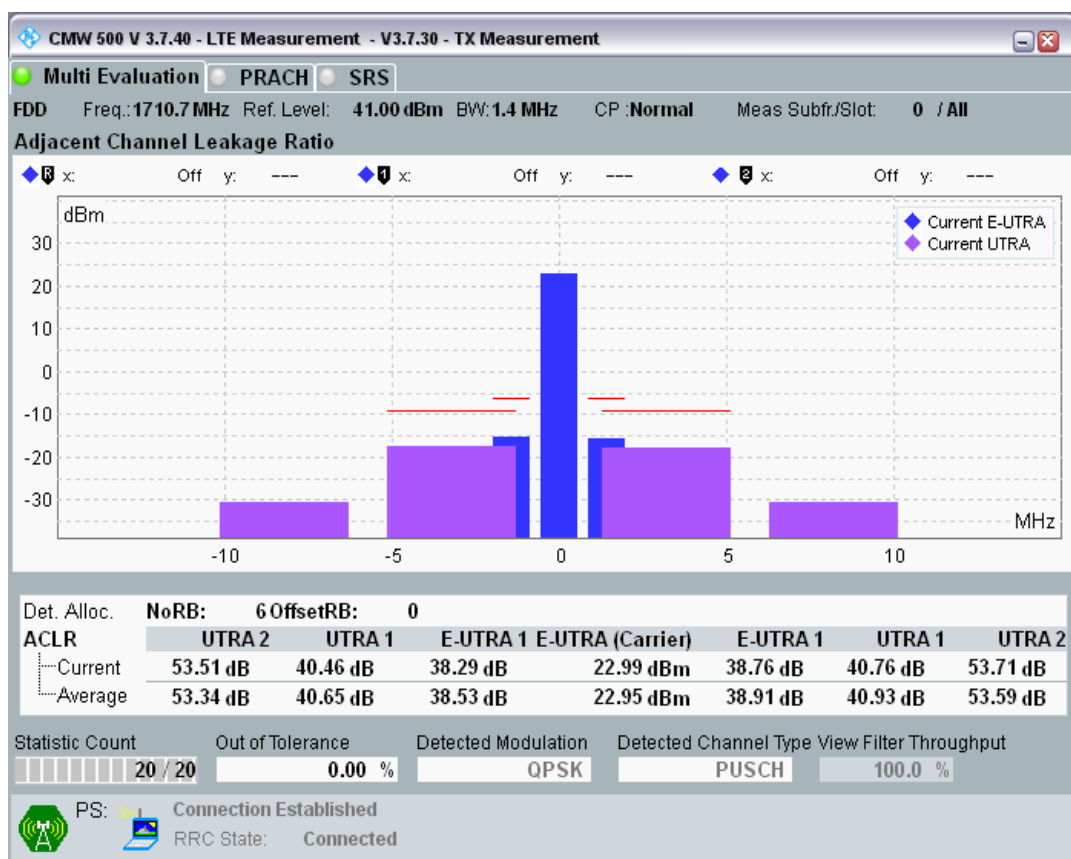 CMW 500 V 3.7.40 - LTE Measurement - V3.7.30 - TX Measurement
Multi Evaluation PRACH SRS
FDD Freq.: 1710.7 MHz Ref. Level: 41.00 dBm BW: 1.4 MHz CP :Normal Meas Subfr./Slot: 0 / All
Adjacent Channel Leakage Ratio
R x: Off y: --- 1 x: Off y: --- 2 x: Off y: ---
dBm
Current E-UTRA
Current UTRA
30
20
10
0
-10
-20
-30
MHz
-10 -5 0 5 10
Det. Alloc. NoRB: 6 OffsetRB: 0
ACLR UTRA 2 UTRA 1 E-UTRA 1 E-UTRA (Carrier) E-UTRA 1 UTRA 1 UTRA 2
Current 53.51 dB 40.46 dB 38.29 dB 22.99 dBm 38.76 dB 40.76 dB 53.71 dB
Average 53.34 dB 40.65 dB 38.53 dB 22.95 dBm 38.91 dB 40.93 dB 53.59 dB
Statistic Count Out of Tolerance Detected Modulation Detected Channel Type View Filter Throughput
20 / 20 0.00 % QPSK PUSCH 100.0 %
PS: Connection Established
RRC State: Connected